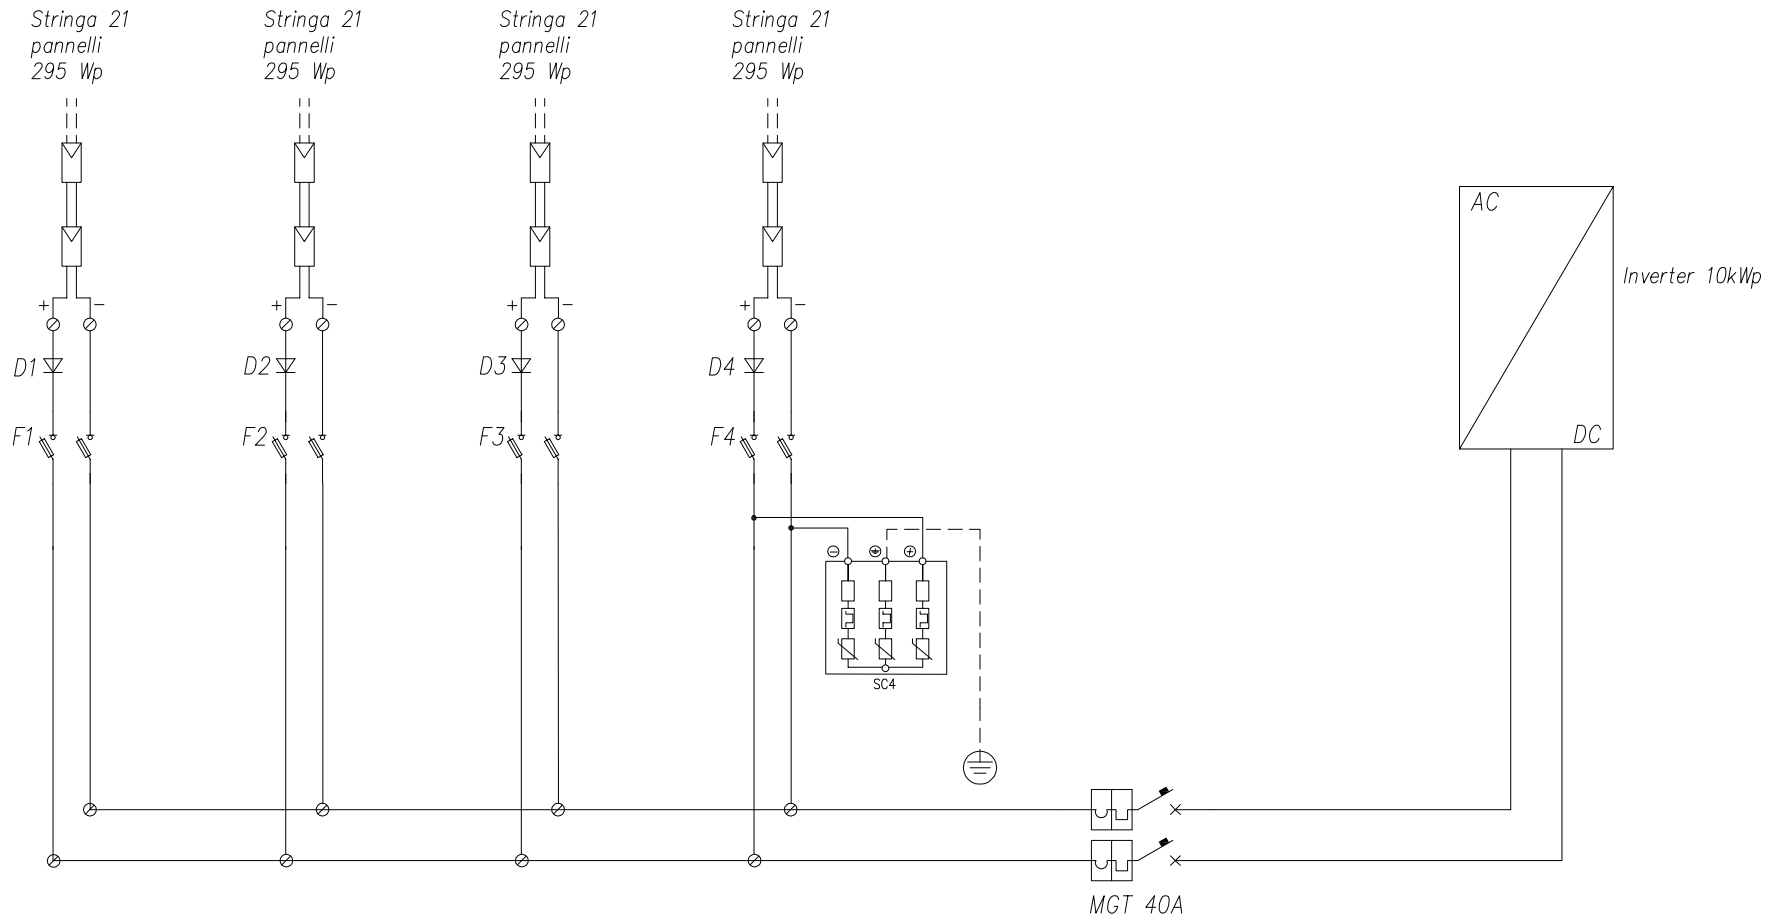 Stringa 21
pannelli
295 Wp
Stringa 21
pannelli
295 Wp
Stringa 21
pannelli
295 Wp
Stringa 21
pannelli
295 Wp
AC
Inverter 10kWp
DC
+ −
+ −
+ −
+ −
D1
D2
D3
D4
F1
F2
F3
F4
− +
SC4
MGT 40A